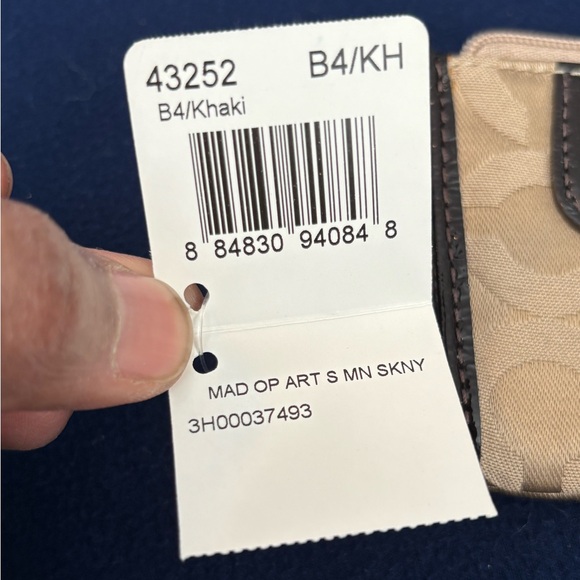 43252 B4/KH
B4/Khaki
8 84830 94084 8
MAD OP ART S MN SKNY
3H00037493